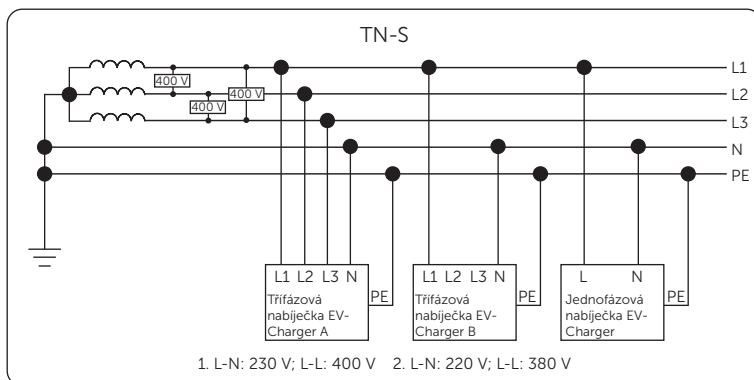 TN-S
L1
400 V
400 V
L2
400 V
L3
N
PE
L1 L2 L3 N
PE
Třífázová
nabíječka EV-
Charger A
L1 L2 L3 N
PE
Třífázová
nabíječka EV-
Charger B
L N
PE
Jednofázová
nabíječka EV-
Charger
1. L-N: 230 V; L-L: 400 V 2. L-N: 220 V; L-L: 380 V